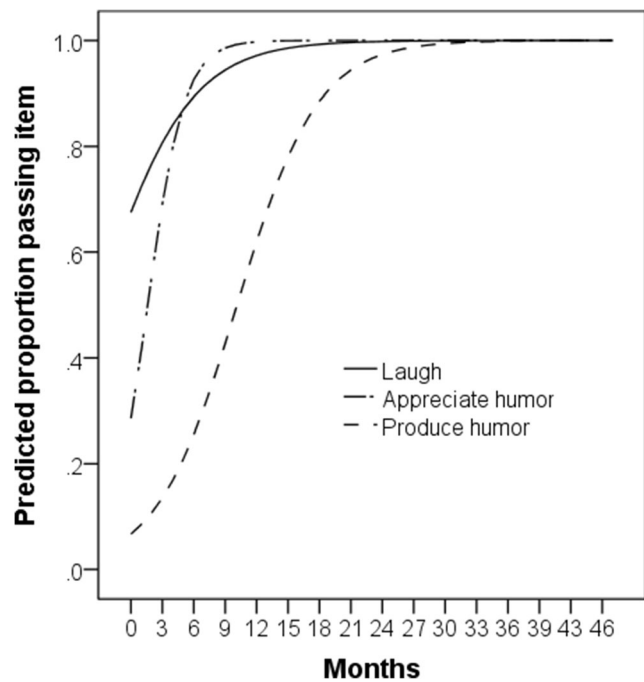 Predicted proportion passing item
1.0
.8
.6
.4
.2
.0
Laugh
Appreciate humor
Produce humor
0 3 6 9 12 15 18 21 24 27 30 33 36 39 43 46
Months